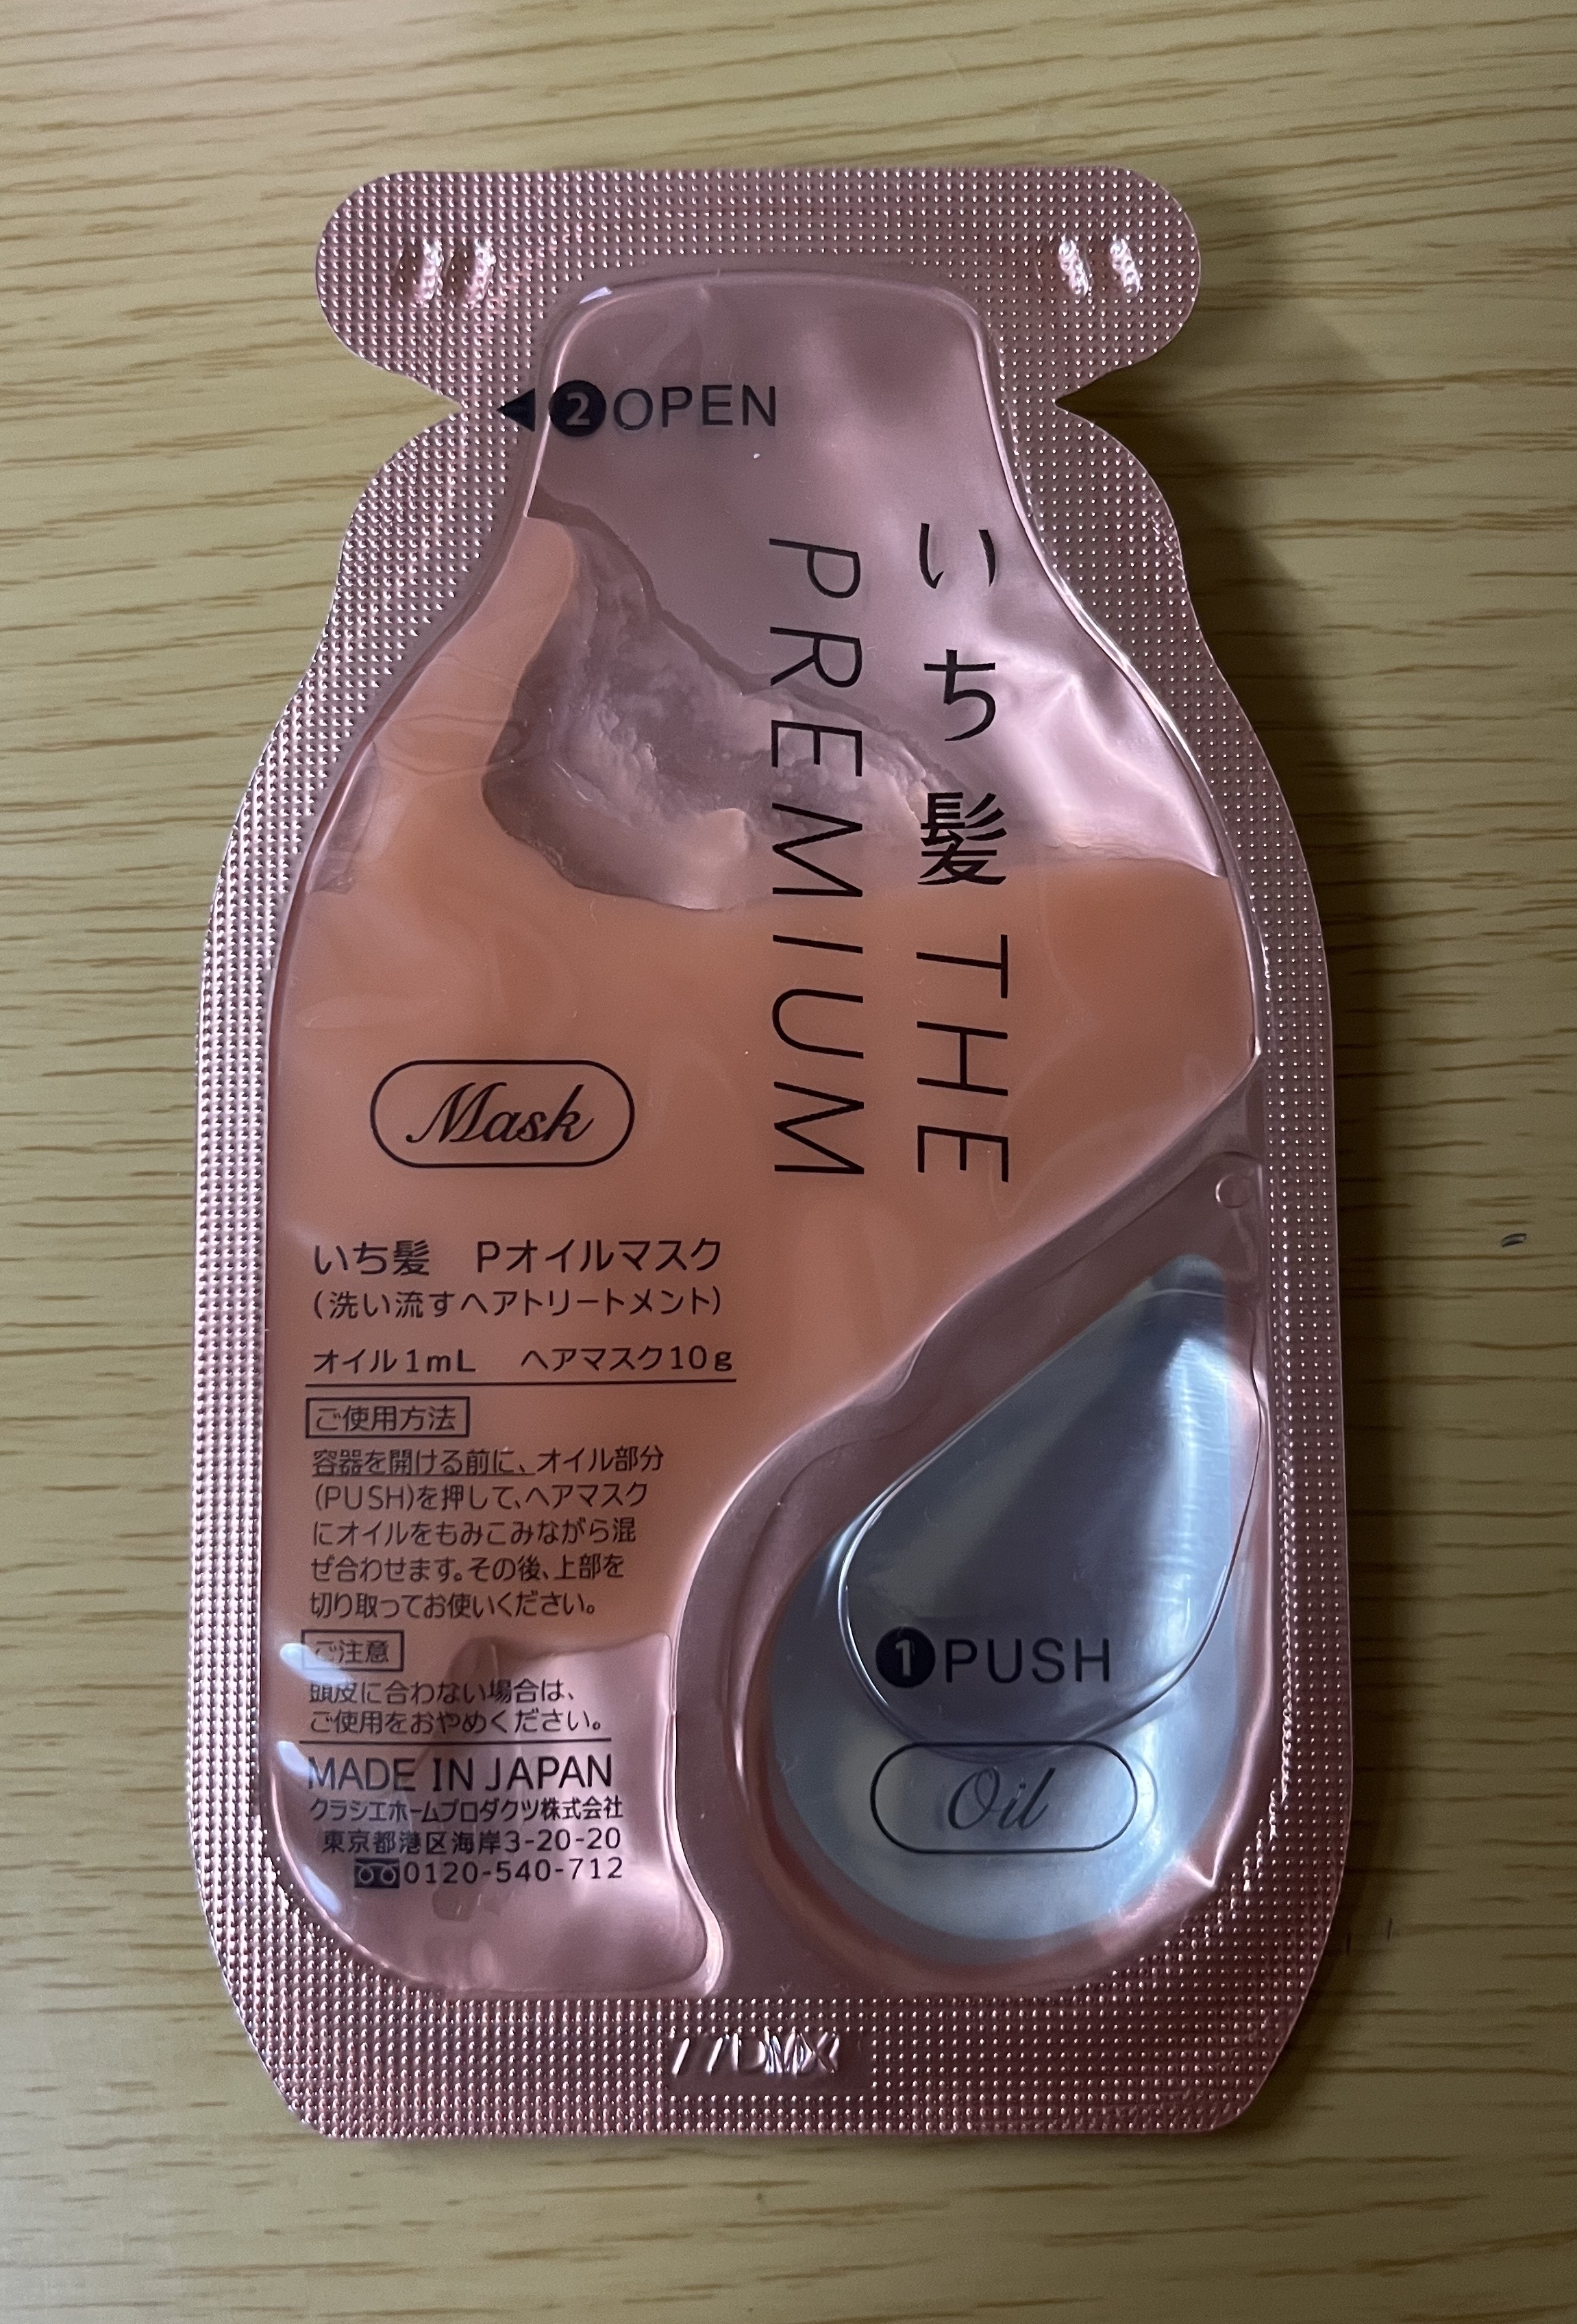 ❷OPEN
いち髪 THE
PREMIUM
Mask
いち髪　Pオイルマスク
(洗い流すヘアトリートメント)
オイル1mL　ヘアマスク10g
ご使用方法
容器を開ける前に、オイル部分
(PUSH)を押して、ヘアマスク
にオイルをもみこみながら混
ぜ合わせます。その後、上部を
切り取ってお使いください。
ご注意
頭皮に合わない場合は、
ご使用をおやめください。
MADE IN JAPAN
クラシエホームプロダクツ株式会社
東京都港区海岸3-20-20
0120-540-712
❶PUSH
Oil